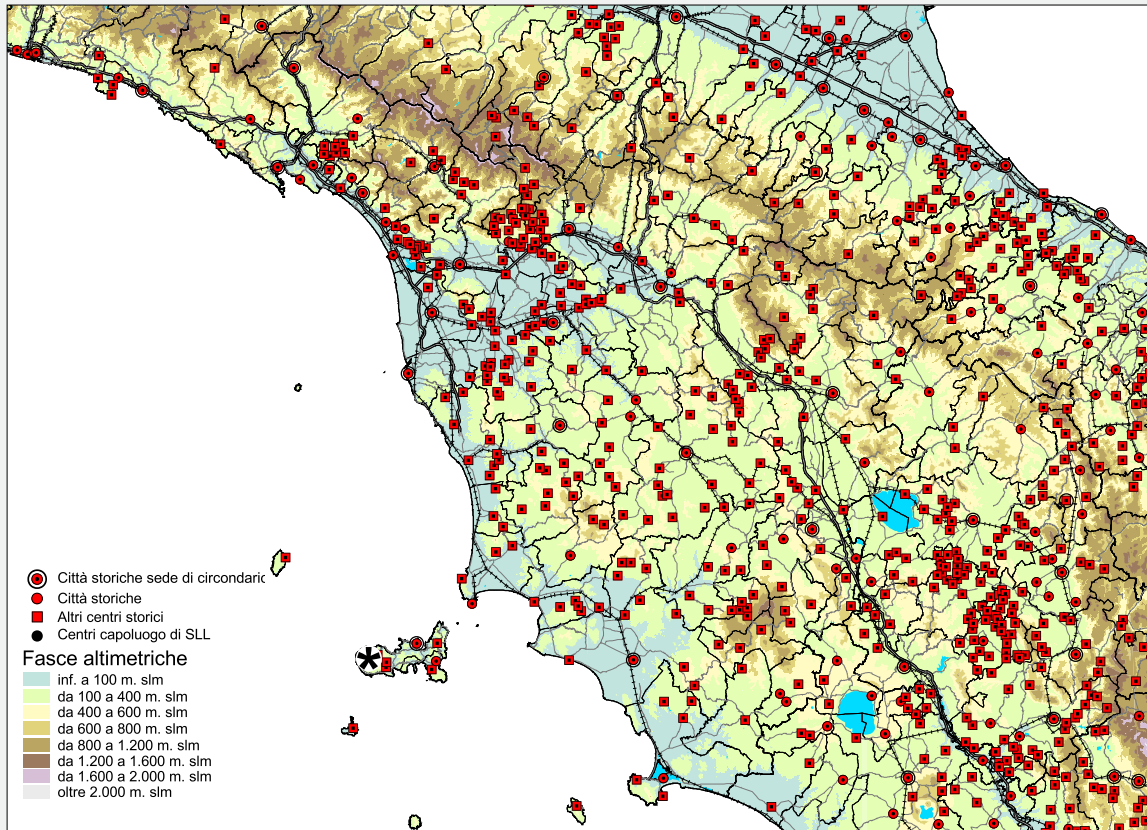 Città storiche sede di circondaric
Città storiche
Altri centri storici
Centri capoluogo di SLL
Fasce altimetriche
inf. a 100 m. slm
da 100 a 400 m. slm
da 400 a 600 m. slm
da 600 a 800 m. slm
da 800 a 1.200 m. slm
da 1.200 a 1.600 m. slm
da 1.600 a 2.000 m. slm
oltre 2.000 m. slm
*